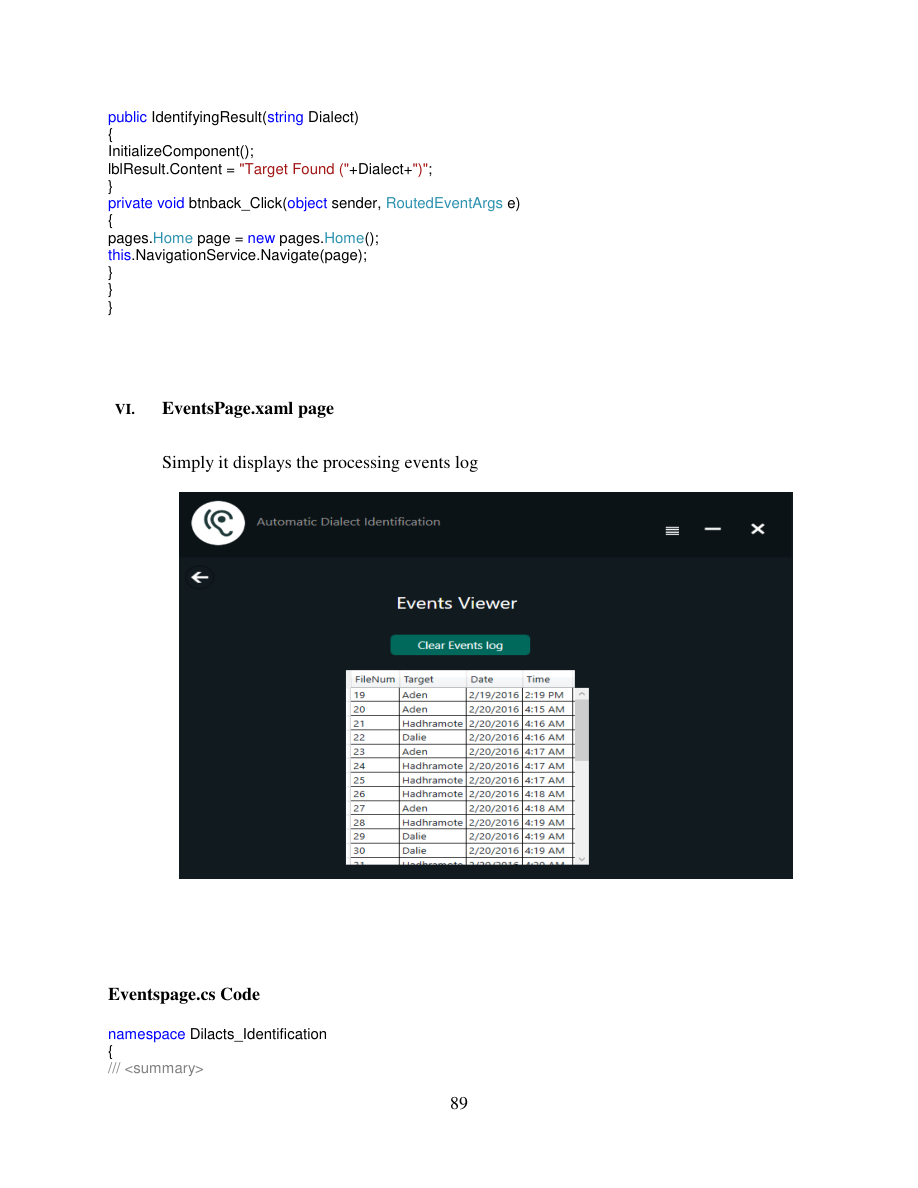 public IdentifyingResult(string Dialect)
{
InitializeComponent();
lblResult.Content = "Target Found ("+Dialect+")";
}
private void btnback_Click(object sender, RoutedEventArgs e)
{
pages.Home page = new pages.Home();
this.NavigationService.Navigate(page);
}
}
}
VI. EventsPage.xaml page
Simply it displays the processing events log
Automatic Dialect Identification
Events Viewer
Clear Events log
FileNum Target Date Time
19 Aden 2/19/2016 2:19 PM
20 Aden 2/20/2016 4:15 AM
21 Hadhramote 2/20/2016 4:16 AM
22 Dalie 2/20/2016 4:16 AM
23 Aden 2/20/2016 4:17 AM
24 Hadhramote 2/20/2016 4:17 AM
25 Hadhramote 2/20/2016 4:17 AM
26 Hadhramote 2/20/2016 4:18 AM
27 Aden 2/20/2016 4:18 AM
28 Hadhramote 2/20/2016 4:19 AM
29 Dalie 2/20/2016 4:19 AM
30 Dalie 2/20/2016 4:19 AM
31 Hadhramote 2/20/2016 4:20 AM
Eventspage.cs Code
namespace Dilacts_Identification
{
/// <summary>
89